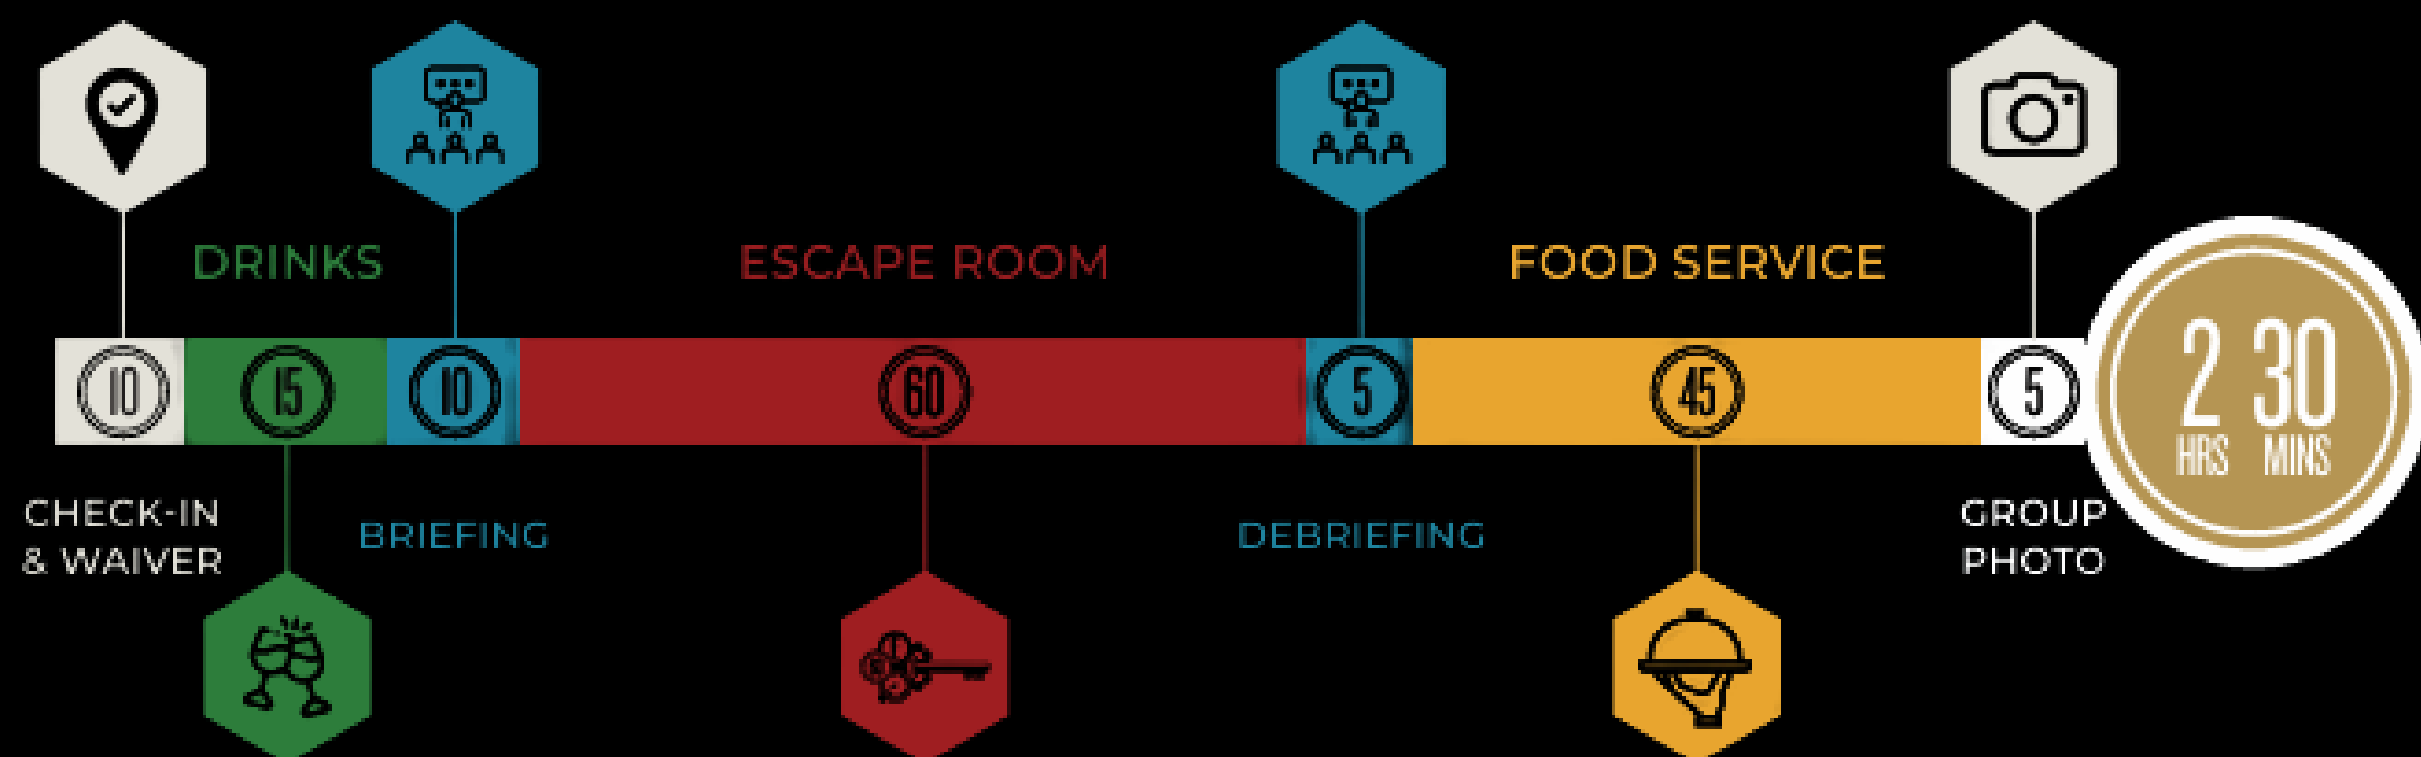 DRINKS
ESCAPE ROOM
FOOD SERVICE
10
15
10
60
5
45
5
2 30
HRS MINS
CHECK-IN
& WAIVER
BRIEFING
DEBRIEFING
GROUP
PHOTO